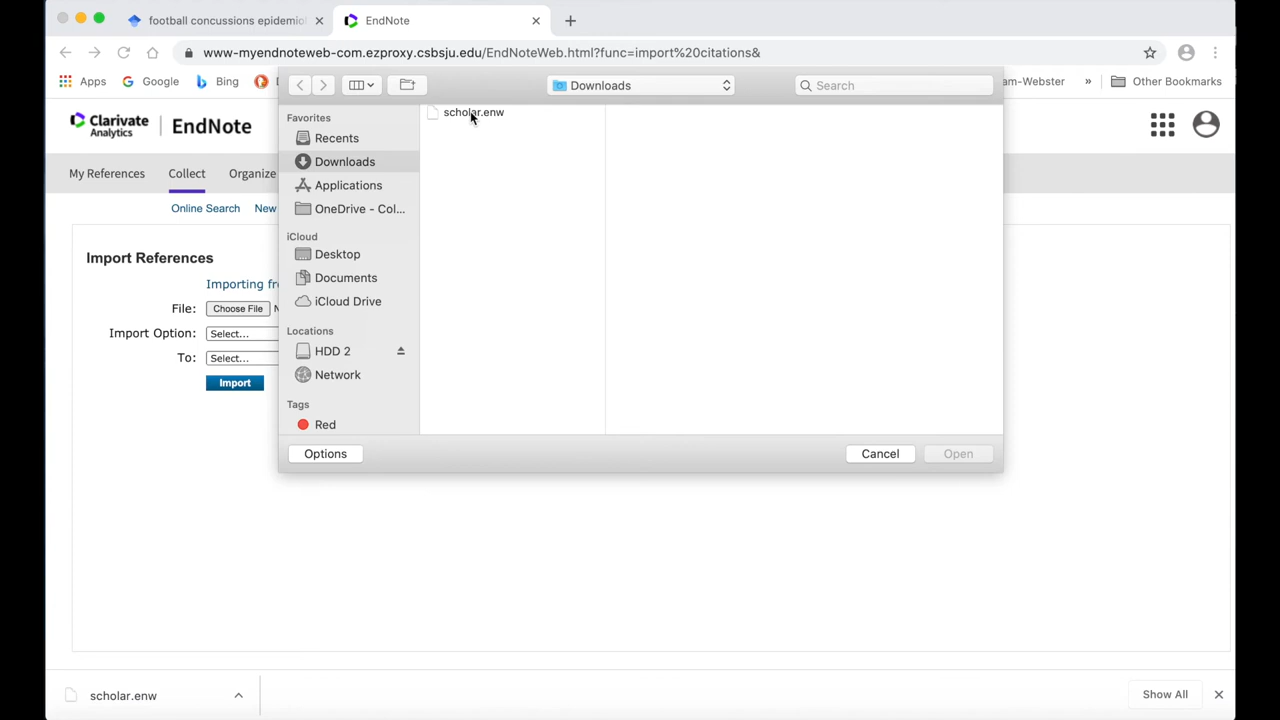 football concussions epidemiol
EndNote
www-myendnoteweb-com.ezproxy.csbsju.edu/EndNoteWeb.html?func=import%20citations&
Apps
Google
Bing
am-Webster
»
Other Bookmarks
Downloads
Search
scholar.enw
Favorites
Recents
Downloads
Applications
OneDrive - Col...
iCloud
Desktop
Documents
iCloud Drive
Locations
HDD 2
Network
Tags
Red
Options
Cancel
Open
Clarivate
Analytics
EndNote
My References
Collect
Organize
Online Search
New
Import References
Importing fr
File:
Choose File
Import Option:
Select...
To:
Select...
Import
scholar.enw
Show All